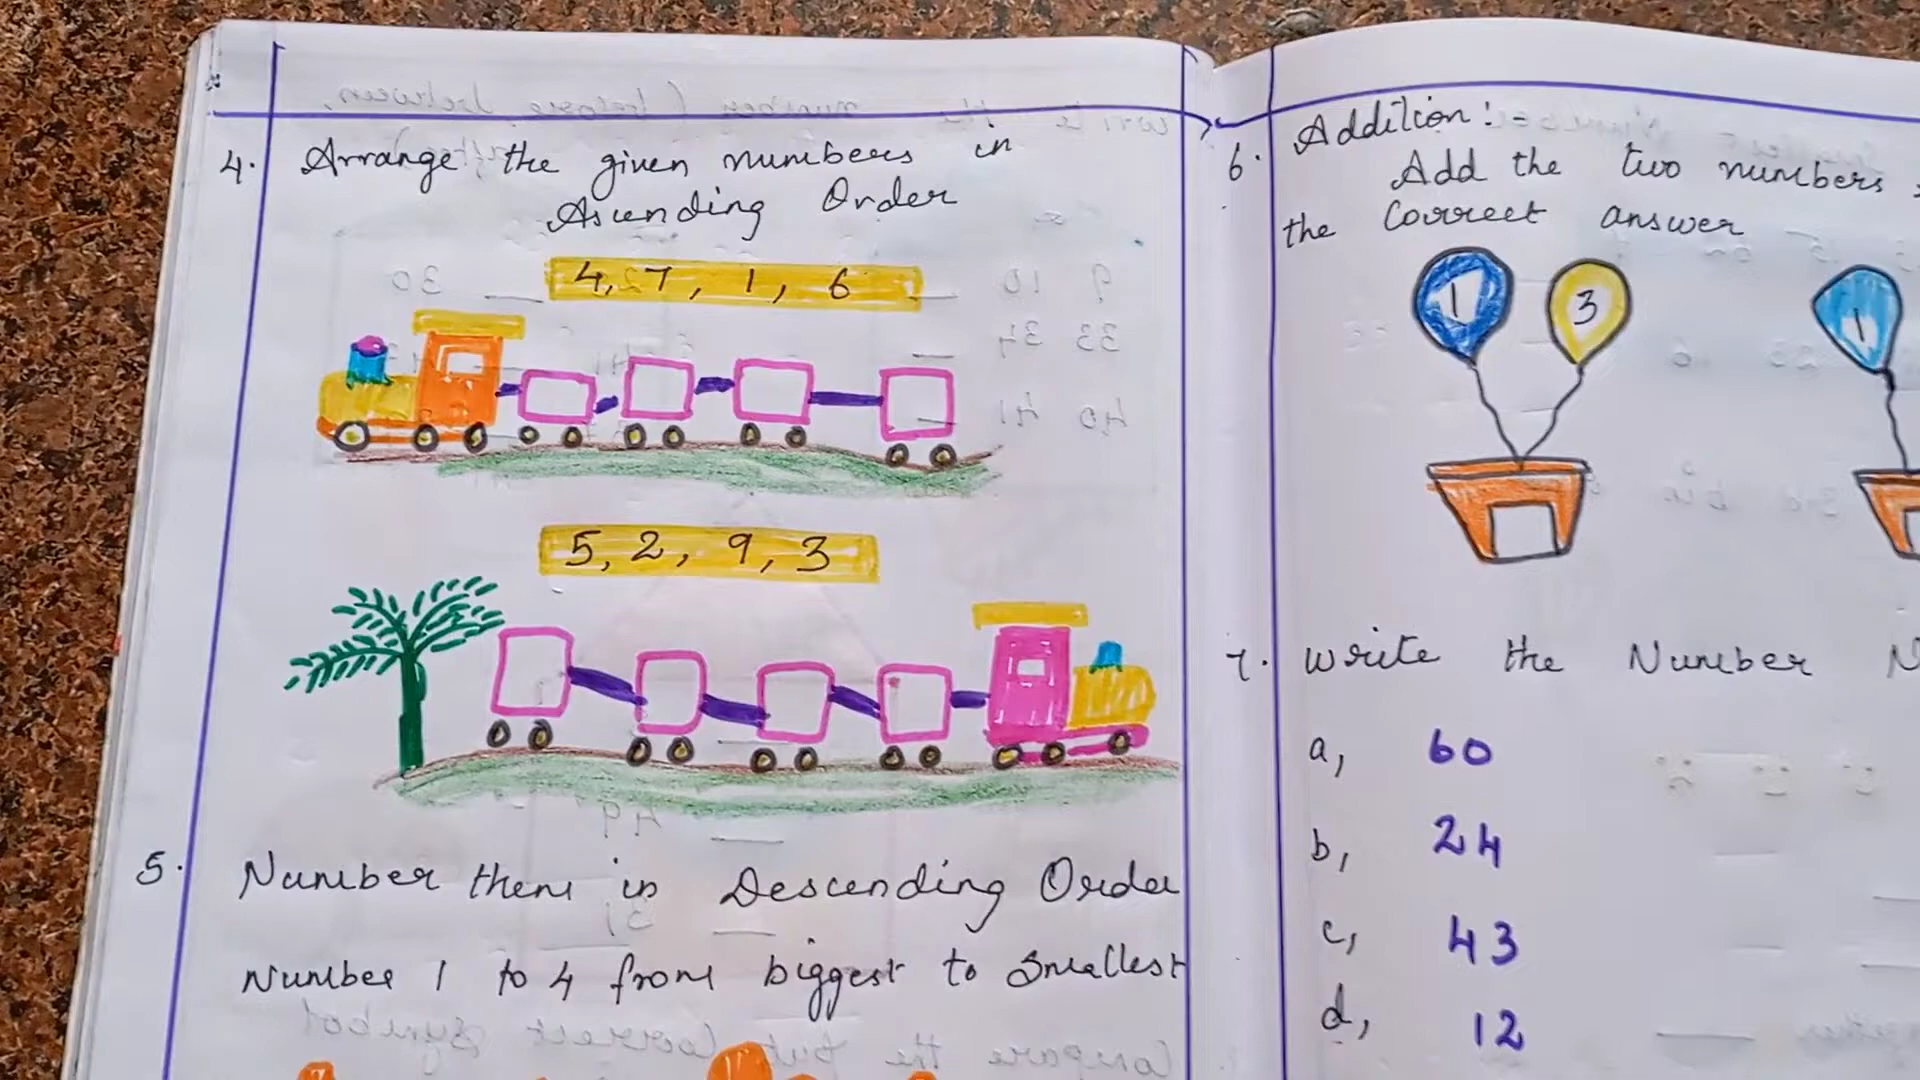 4. Arrange the given numbers in
Ascending Order
4, 7, 1, 6
5, 2, 9, 3
5. Number them in Descending Order
Number 1 to 4 from biggest to smallest
6. Addition :-
Add the two numbers
the Correct answer
1 3 1
7. Write the Number N
a, 60
b, 24
c, 43
d, 12